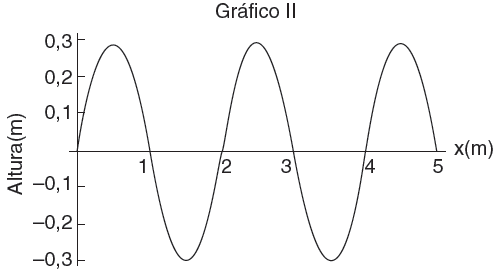 Gráfico II
Altura(m)
0,3
0,2
0,1
–0,1
–0,2
–0,3
1 2 3 4 5 x(m)